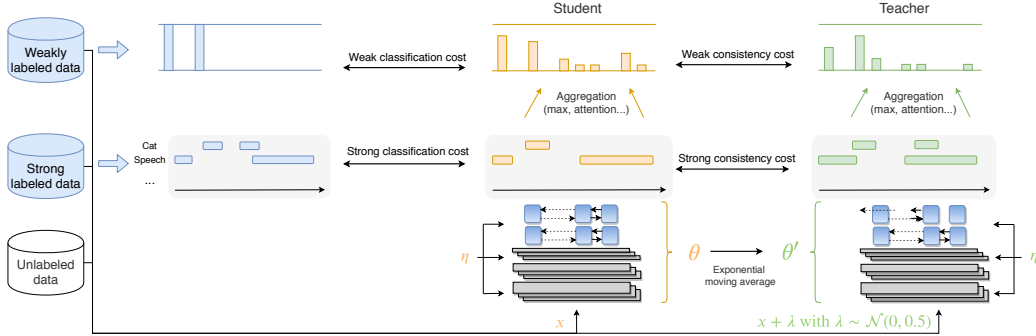 Student
Teacher
Weakly
labeled data
Weak classification cost
Weak consistency cost
Aggregation
(max, attention...)
Aggregation
(max, attention...)
Strong
labeled data
Cat
Speech
...
Strong classification cost
Strong consistency cost
Unlabeled
data
η
θ
Exponential
moving average
θ′
η
x
x + λ with λ ∼ 𝒩(0, 0.5)